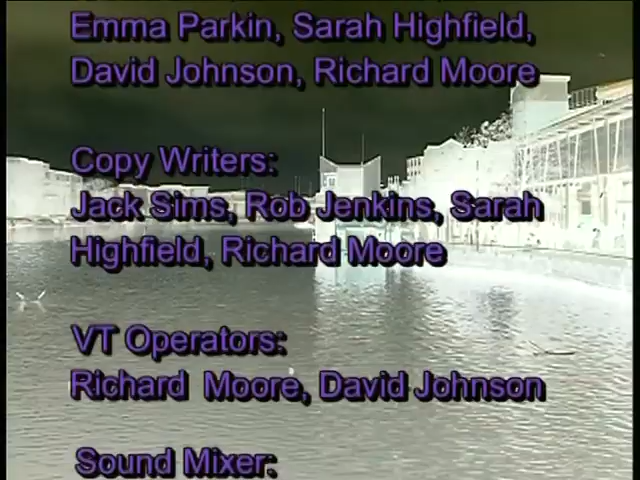 Emma Parkin, Sarah Highfield,
David Johnson, Richard Moore
Copy Writers:
Jack Sims, Rob Jenkins, Sarah
Highfield, Richard Moore
VT Operators:
Richard Moore, David Johnson
Sound Mixer: